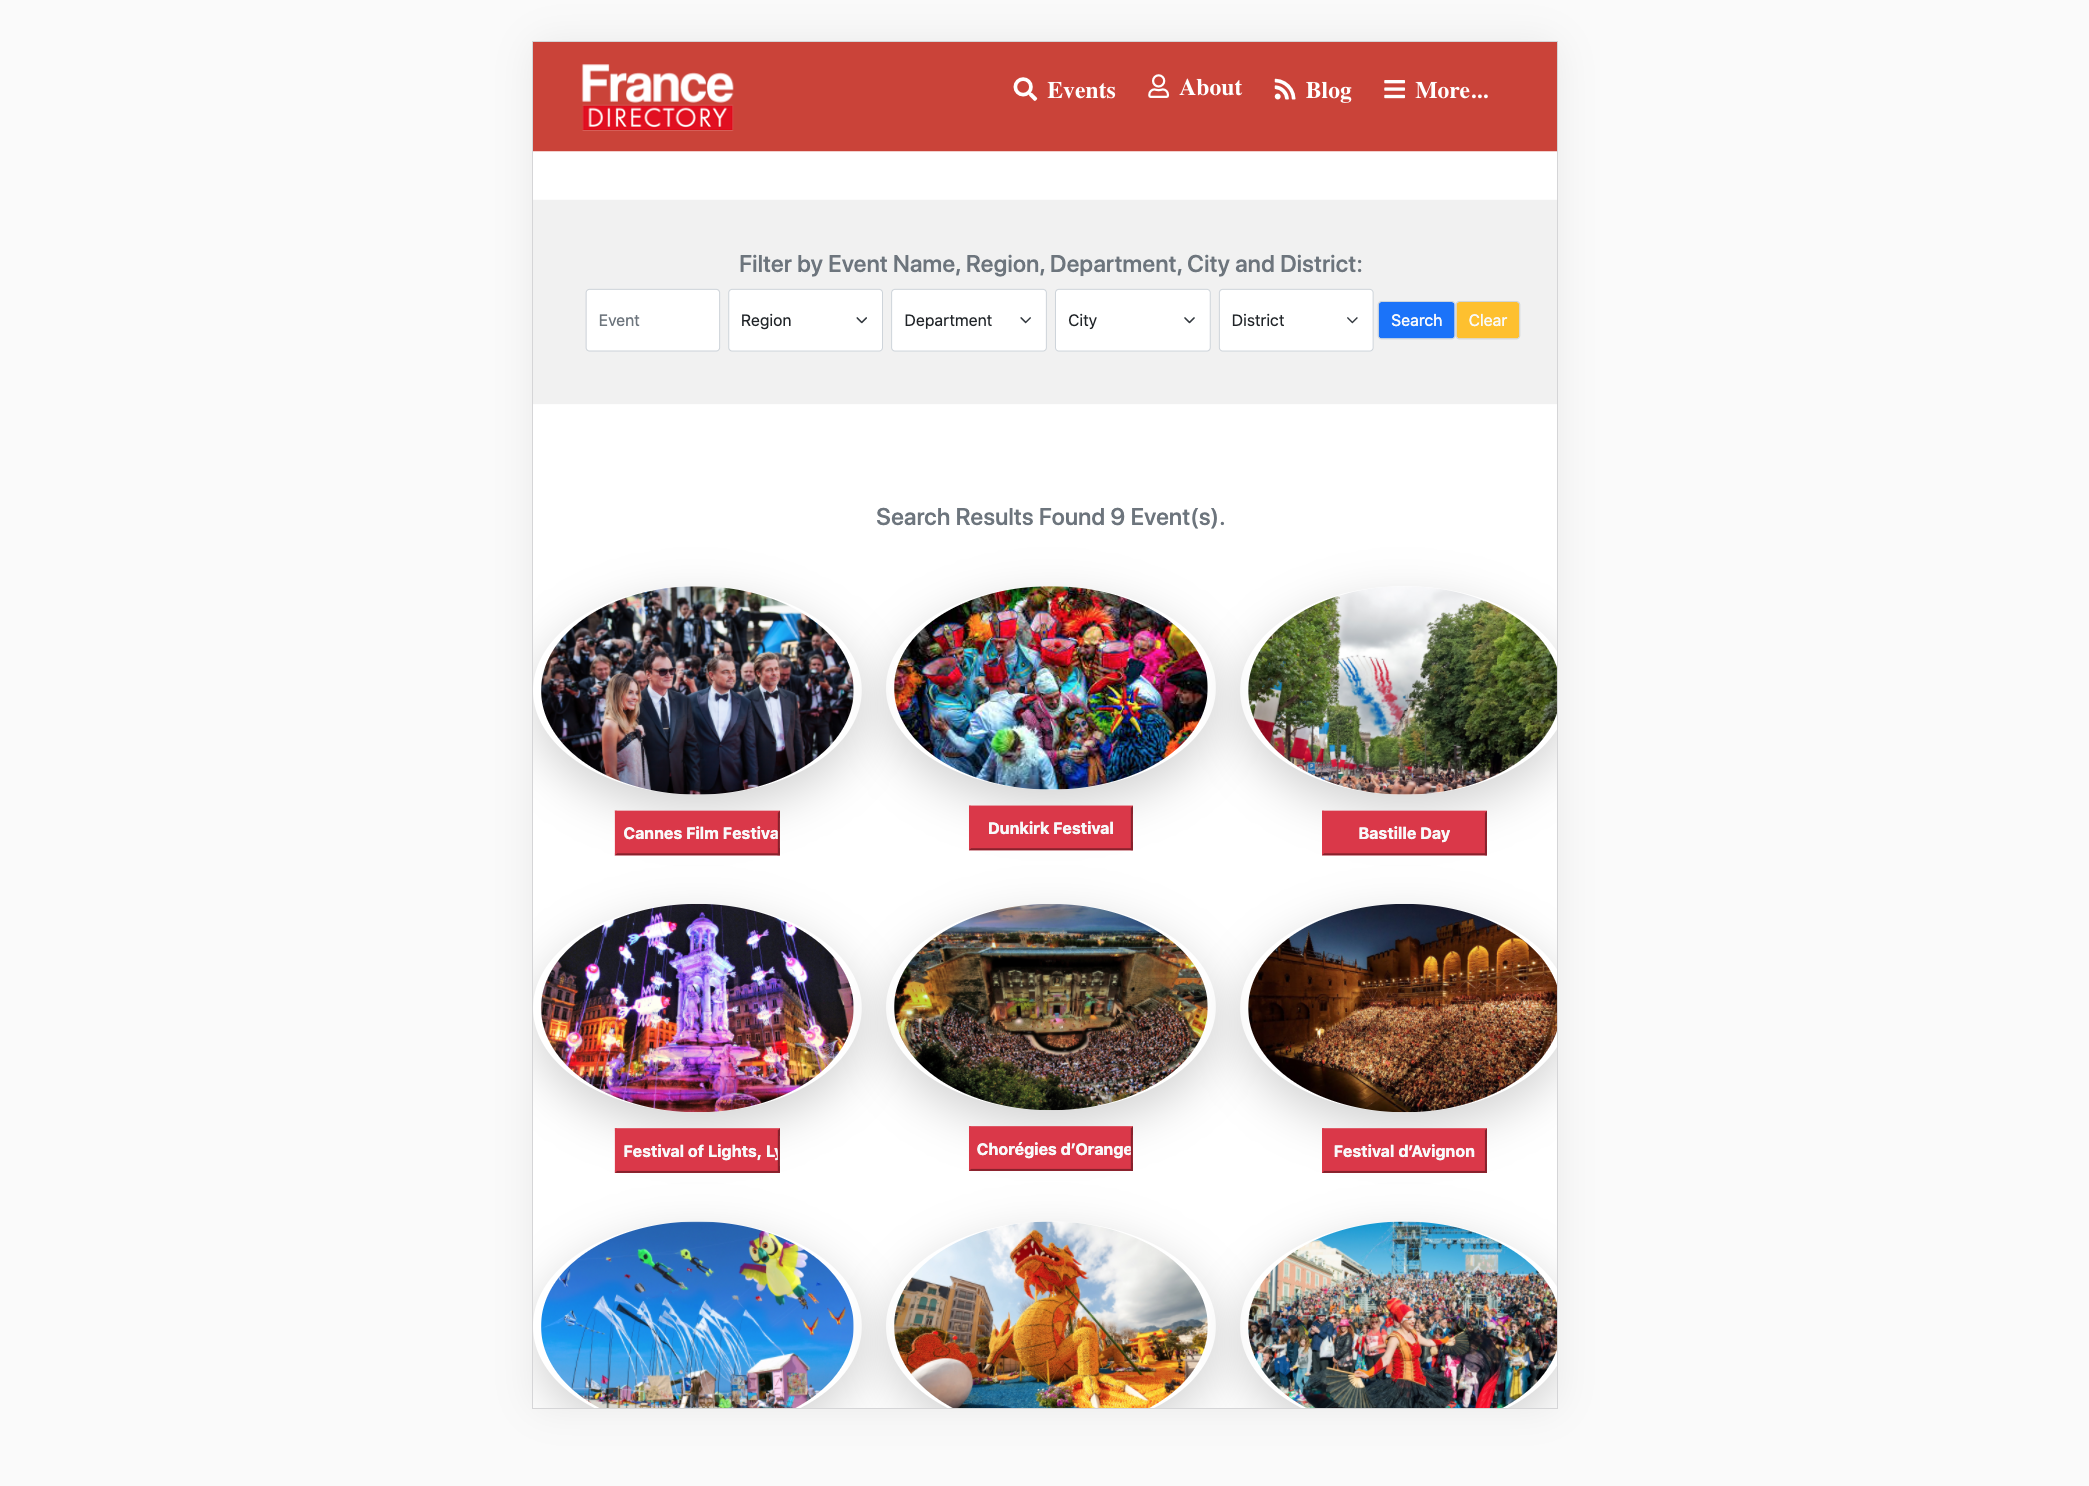 France
DIRECTORY
Events
About
Blog
More...
Filter by Event Name, Region, Department, City and District:
Event
Region
Department
City
District
Search
Clear
Search Results Found 9 Event(s).
Cannes Film Festiva
Dunkirk Festival
Bastille Day
Festival of Lights, Ly
Chorégies d’Orange
Festival d’Avignon